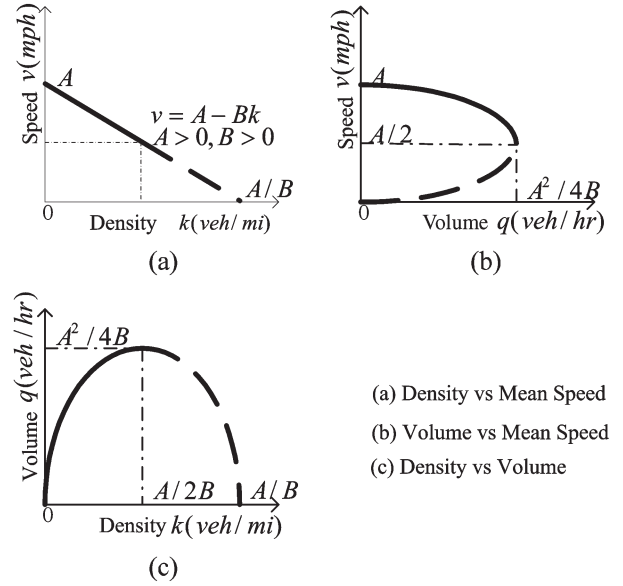 Speed v(mph)
A
v = A − Bk
A > 0, B > 0
A/B
0
Density k(veh/mi)
(a)
Speed v(mph)
A
A/2
A²/4B
0
Volume q(veh/hr)
(b)
Volume q(veh/hr)
A²/4B
A/2B
A/B
0
Density k(veh/mi)
(c)
(a) Density vs Mean Speed
(b) Volume vs Mean Speed
(c) Density vs Volume